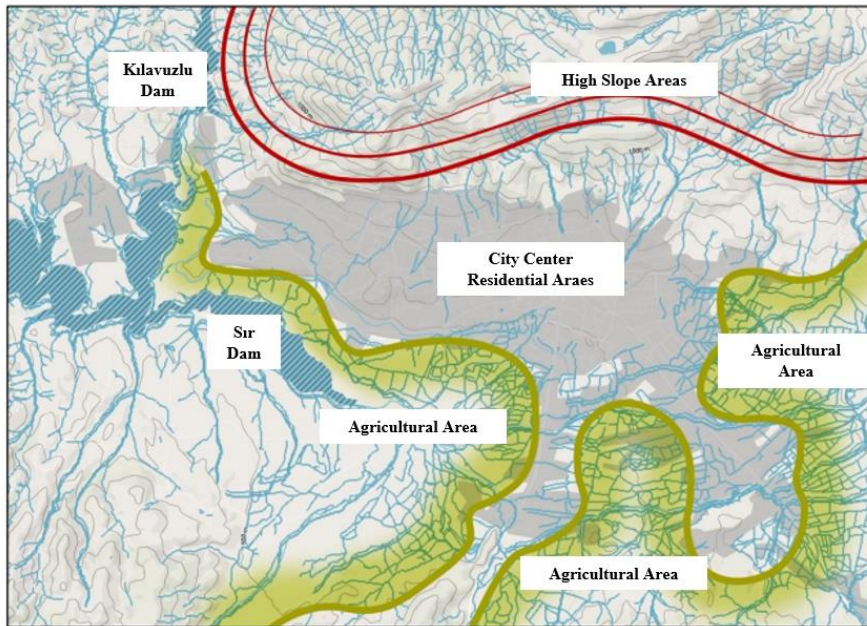 Kılavuzlu
Dam
High Slope Areas
City Center
Residential Araes
Sır
Dam
Agricultural
Area
Agricultural Area
Agricultural Area